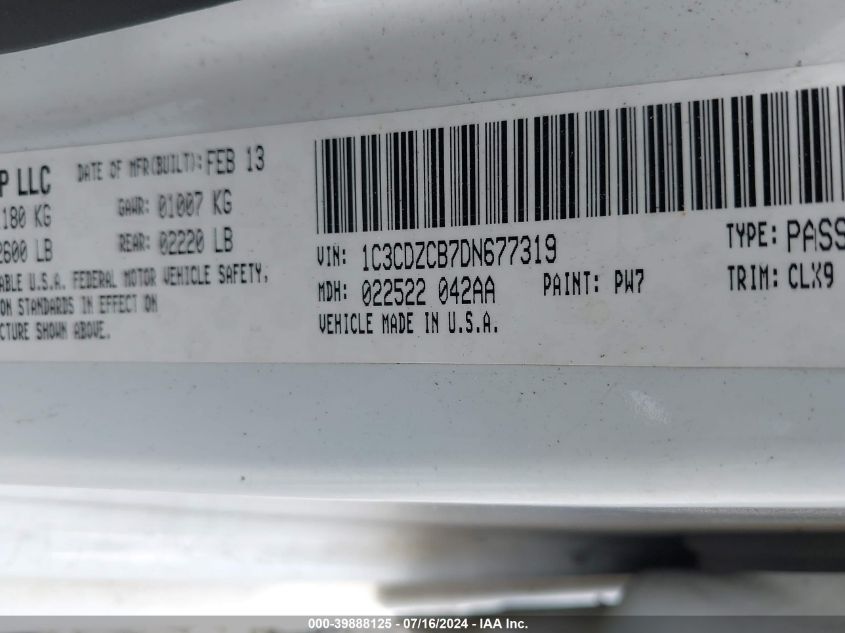 P LLC DATE OF MFR(BUILT): FEB 13
180 KG GAWR: 01007 KG
2600 LB REAR: 02220 LB
ABLE U.S.A. FEDERAL MOTOR VEHICLE SAFETY,
ON STANDARDS IN EFFECT ON
CTURE SHOWN ABOVE.
VIN: 1C3CDZCB7DN677319 TYPE: PASS
MDH: 022522 042AA PAINT: PW7 TRIM: CLX9
VEHICLE MADE IN U.S.A.
000-39888125 - 07/16/2024 - IAA Inc.